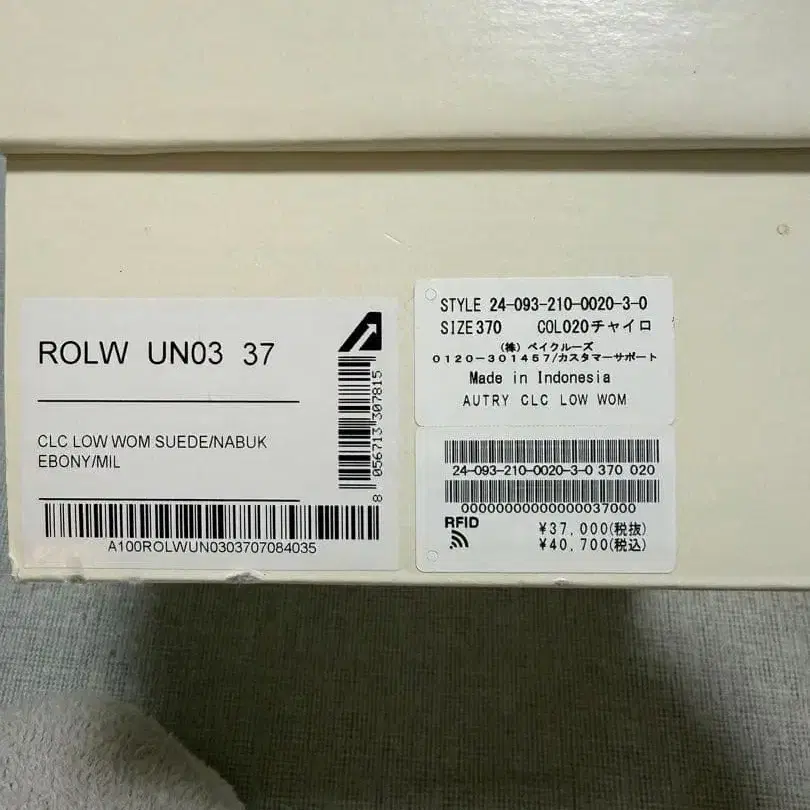 ROLW UN03 37
CLC LOW WOM SUEDE/NABUK
EBONY/MIL
8 056713 307815
A100ROLWUN0303707084035
STYLE 24-093-210-0020-3-0
SIZE370 COL020チャイロ
(株) ベイクルーズ
0120-301457/カスタマーサポート
Made in Indonesia
AUTRY CLC LOW WOM
24-093-210-0020-3-0 370 020
00000000000000037000
RFID
¥37,000(税抜)
¥40,700(税込)